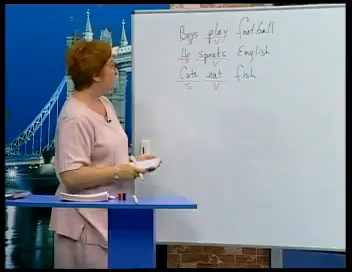 Boys play football
S V
He speaks English
S V
Cats eat fish
S V